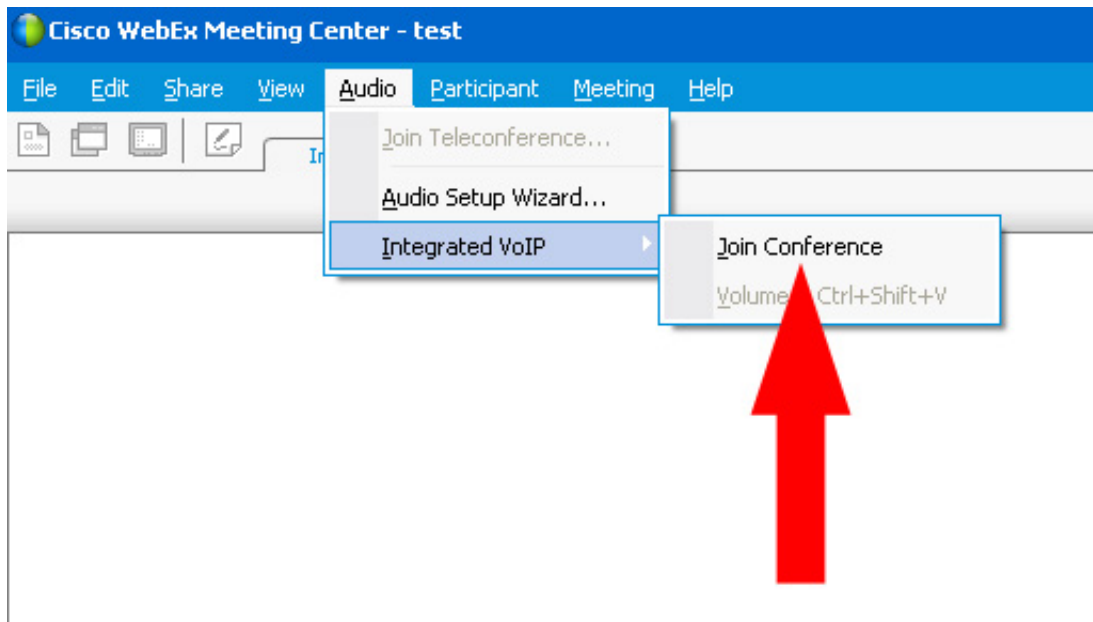 Cisco WebEx Meeting Center - test
File Edit Share View Audio Participant Meeting Help
Join Teleconference...
Audio Setup Wizard...
Integrated VoIP
Join Conference
Ctrl+Shift+V